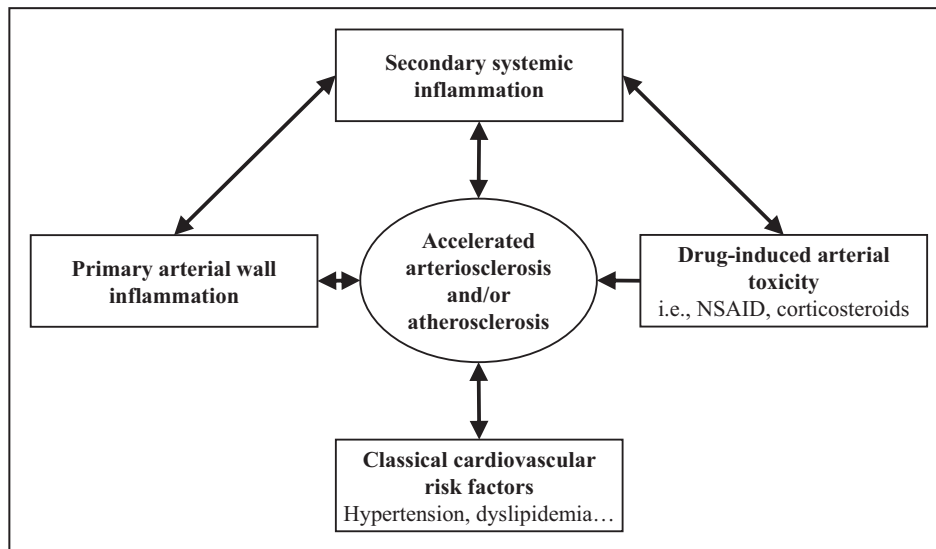 Secondary systemic
inflammation
Primary arterial wall
inflammation
Accelerated
arteriosclerosis
and/or
atherosclerosis
Drug-induced arterial
toxicity
i.e., NSAID, corticosteroids
Classical cardiovascular
risk factors
Hypertension, dyslipidemia…